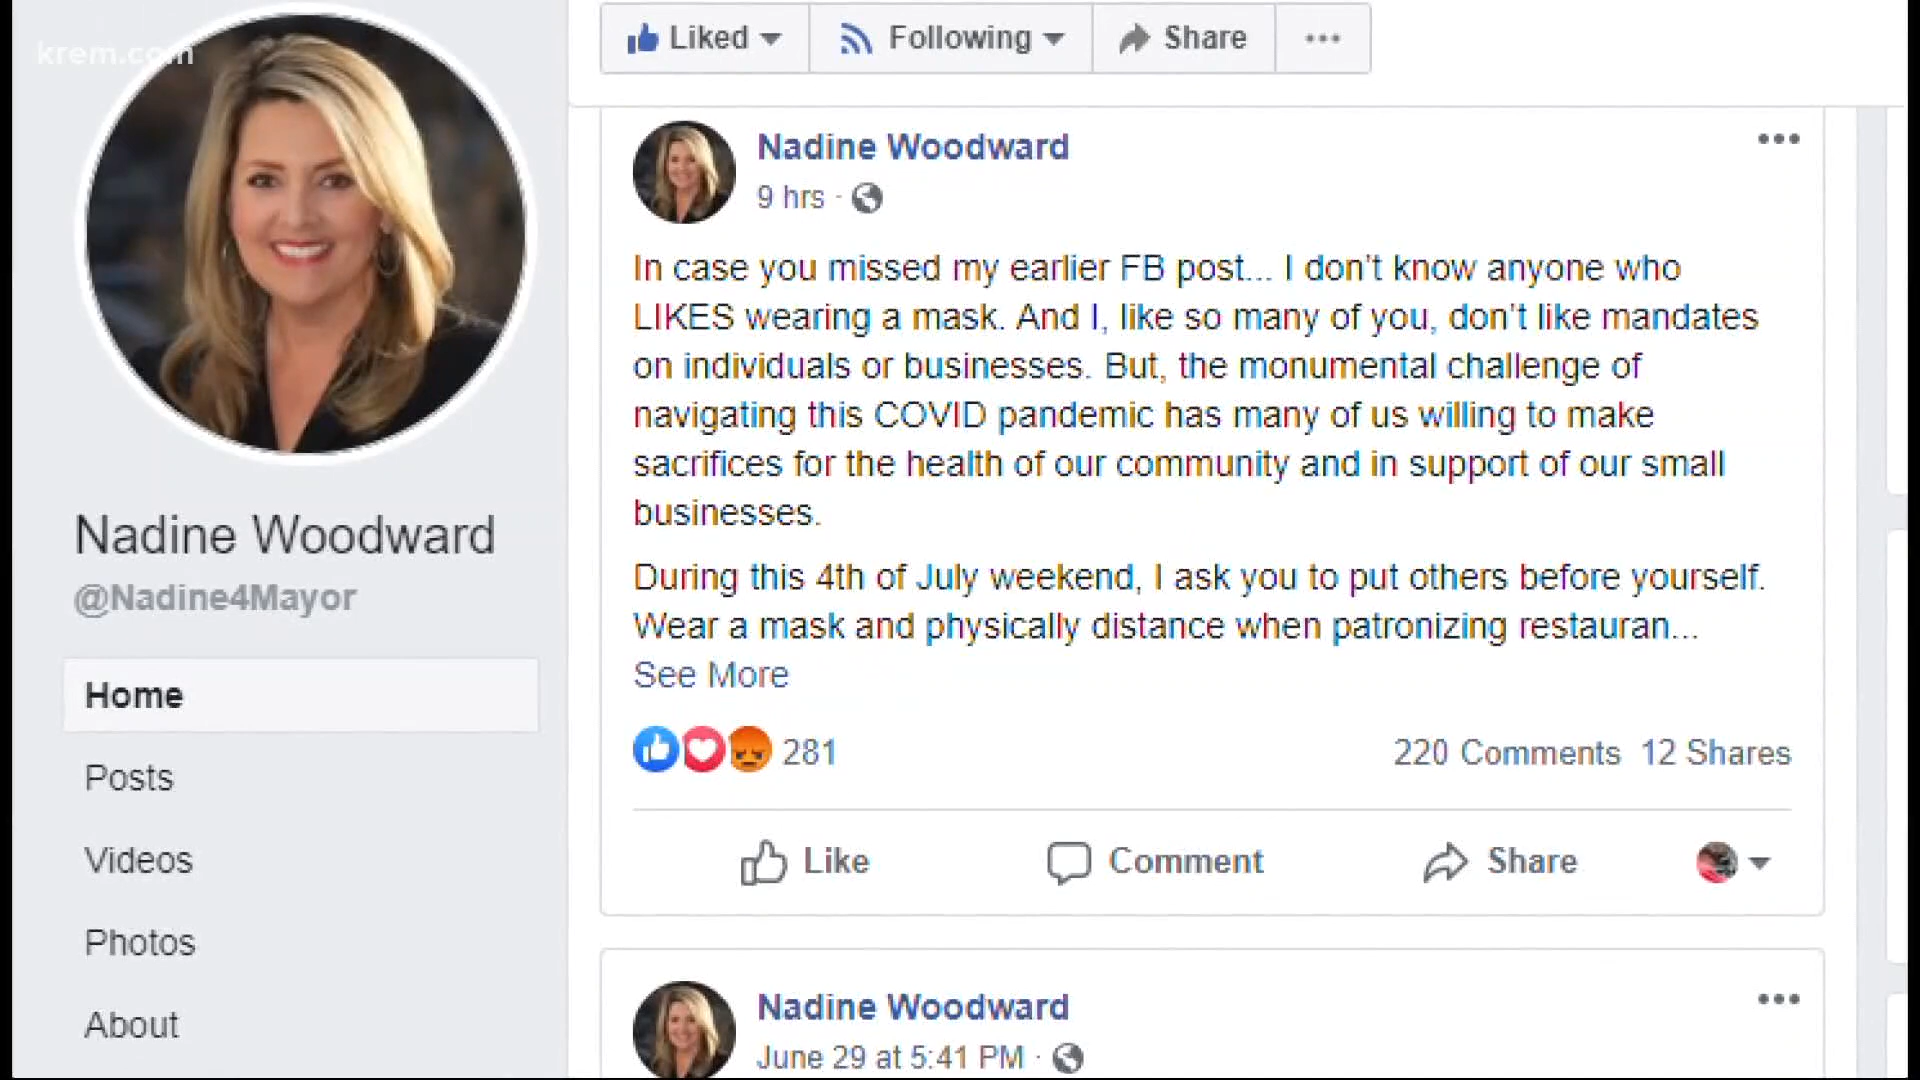 krem.com
Liked
Following
Share
Nadine Woodward
9 hrs ·
In case you missed my earlier FB post... I don't know anyone who
LIKES wearing a mask. And I, like so many of you, don't like mandates
on individuals or businesses. But, the monumental challenge of
navigating this COVID pandemic has many of us willing to make
sacrifices for the health of our community and in support of our small
businesses.
During this 4th of July weekend, I ask you to put others before yourself.
Wear a mask and physically distance when patronizing restauran...
See More
281
220 Comments 12 Shares
Like
Comment
Share
Nadine Woodward
June 29 at 5:41 PM ·
Nadine Woodward
@Nadine4Mayor
Home
Posts
Videos
Photos
About